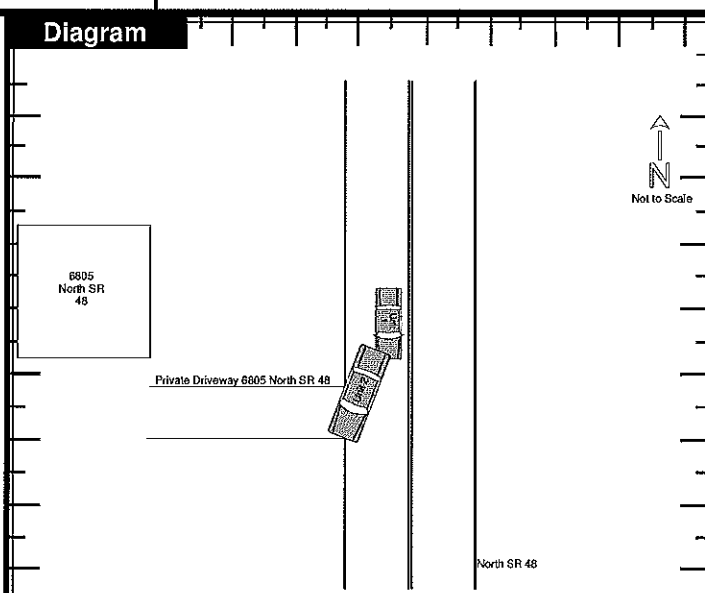 Diagram
N
Not to Scale
6805
North SR
48
Private Driveway 6805 North SR 48
North SR 48